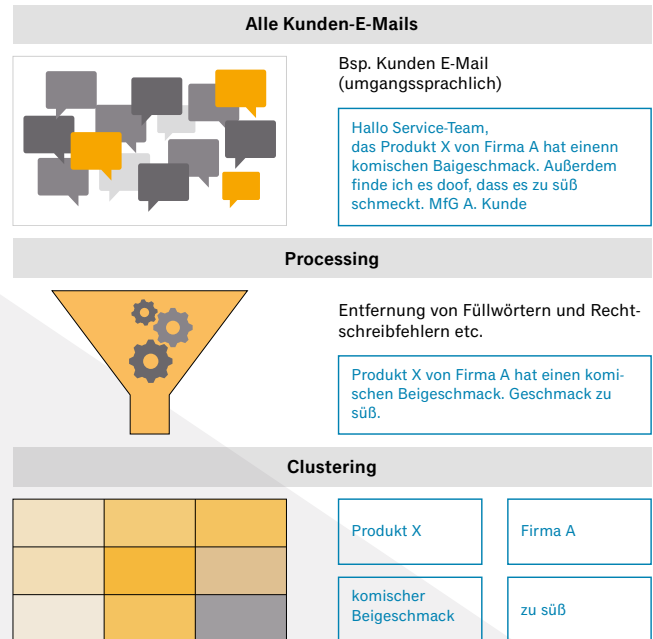 Alle Kunden-E-Mails
Bsp. Kunden E-Mail
(umgangssprachlich)
Hallo Service-Team,
das Produkt X von Firma A hat einenn
komischen Baigeschmack. Außerdem
finde ich es doof, dass es zu süß
schmeckt. MfG A. Kunde
Processing
Entfernung von Füllwörtern und Recht-
schreibfehlern etc.
Produkt X von Firma A hat einen komi-
schen Beigeschmack. Geschmack zu
süß.
Clustering
Produkt X
Firma A
komischer
Beigeschmack
zu süß